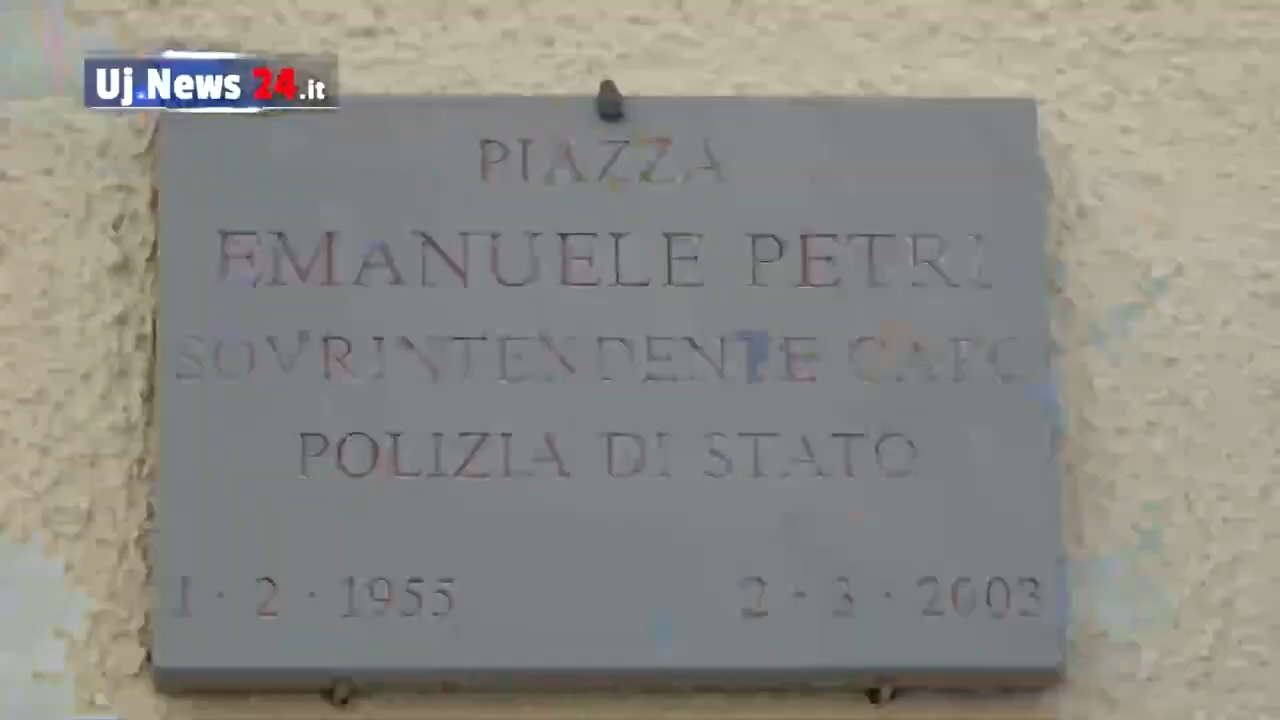 Uj.News 24.it
PIAZZA
EMANUELE PETRI
SOVRINTENDENTE CAPO
POLIZIA DI STATO
1 · 2 · 1955 2 · 3 · 2003